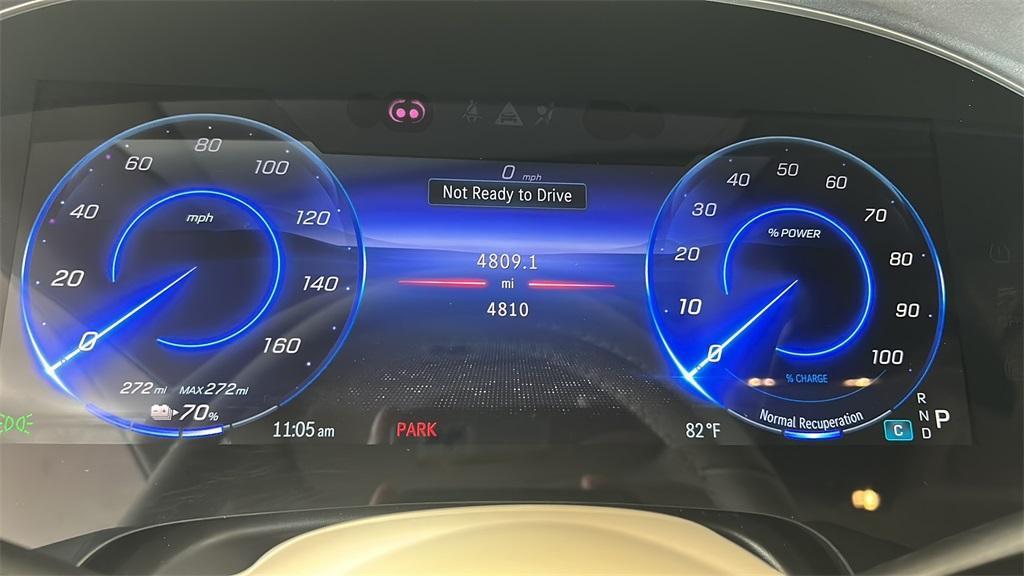 0 mph
Not Ready to Drive
4809.1
mi
4810
mph
0
20
40
60
80
100
120
140
160
272 mi MAX 272 mi
70%
11:05 am
PARK
% POWER
0
10
20
30
40
50
60
70
80
90
100
% CHARGE
Normal Recuperation
82°F
C
R
N
D
P